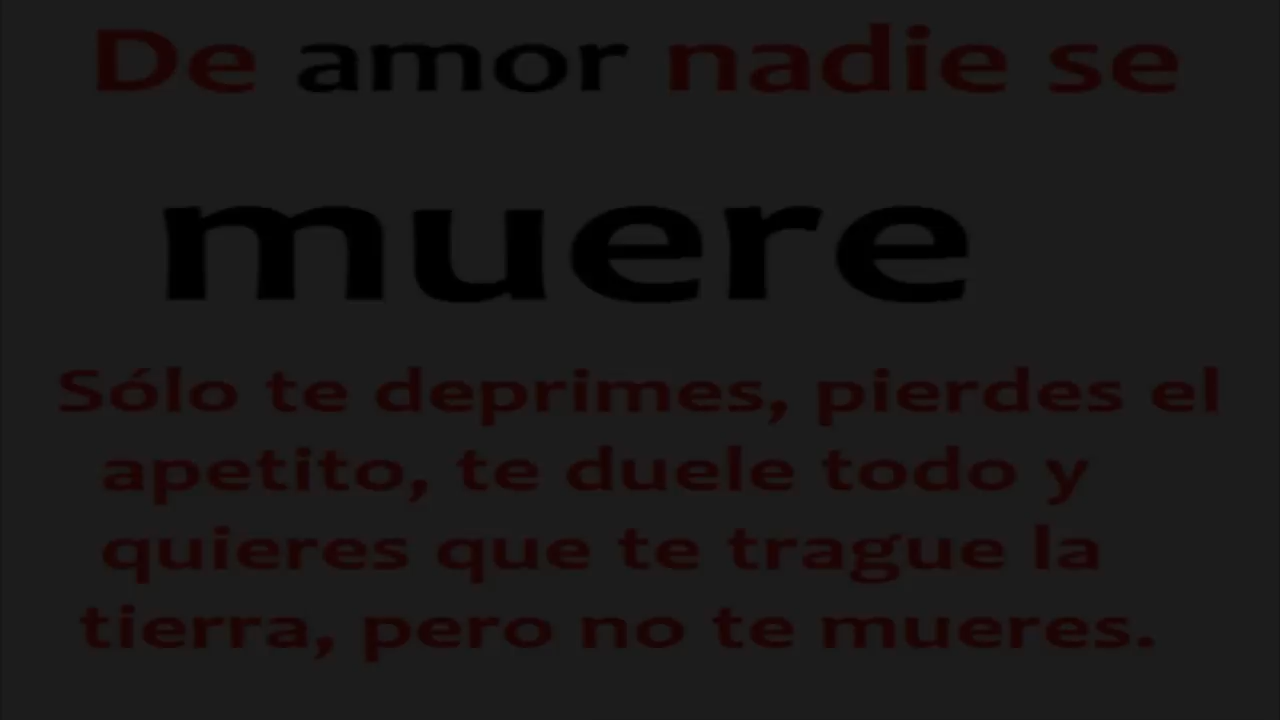 De amor nadie se
muere
Sólo te deprimes, pierdes el
apetito, te duele todo y
quieres que te trague la
tierra, pero no te mueres.